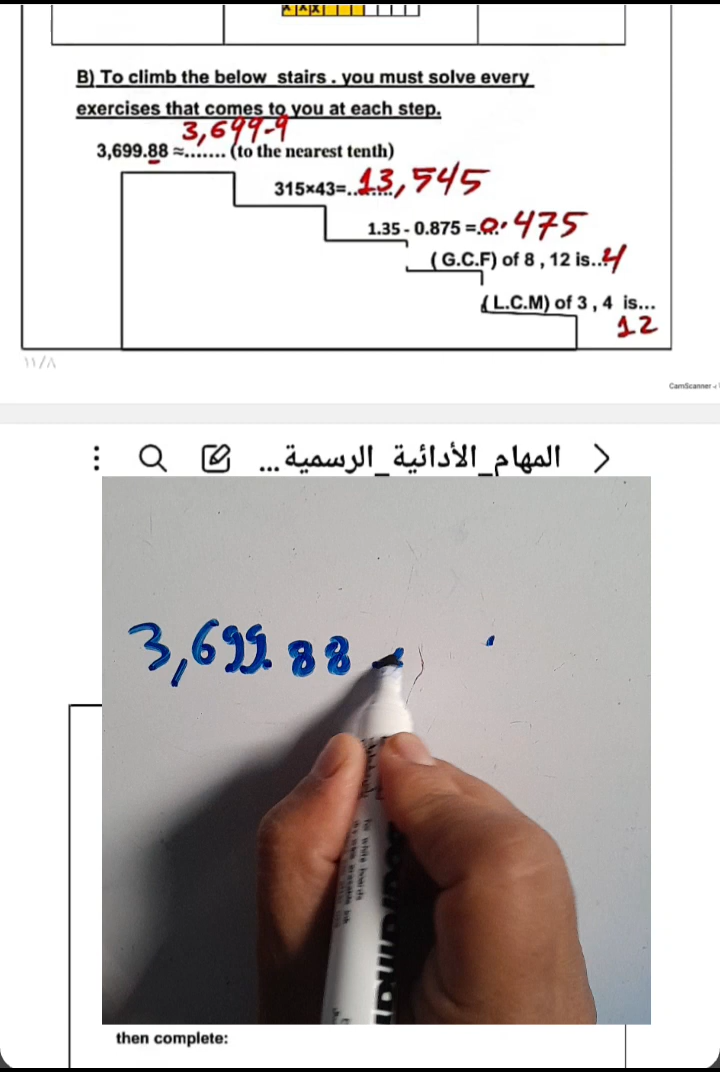 X X X
B) To climb the below stairs . you must solve every
exercises that comes to you at each step.
3,699.88 ≈....... (to the nearest tenth) 3,699-9
315×43=........ 13,545
1.35 - 0.875 =.... 0.475
( G.C.F) of 8 , 12 is... 4
(L.C.M) of 3 , 4 is...
12
١١/٨
CamScanner
المهام_الأدائية_الرسمية ...
3,699.88
then complete: